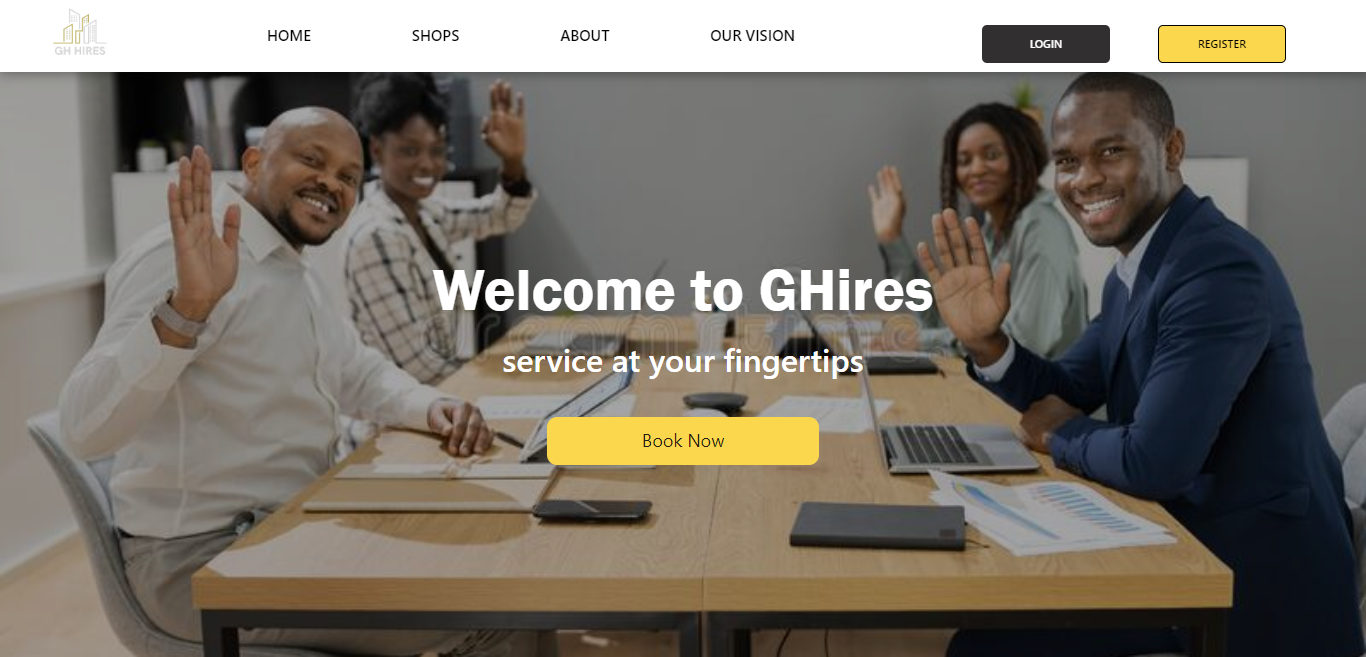 GH HIRES
HOME
SHOPS
ABOUT
OUR VISION
LOGIN
REGISTER
Welcome to GHires
service at your fingertips
Book Now